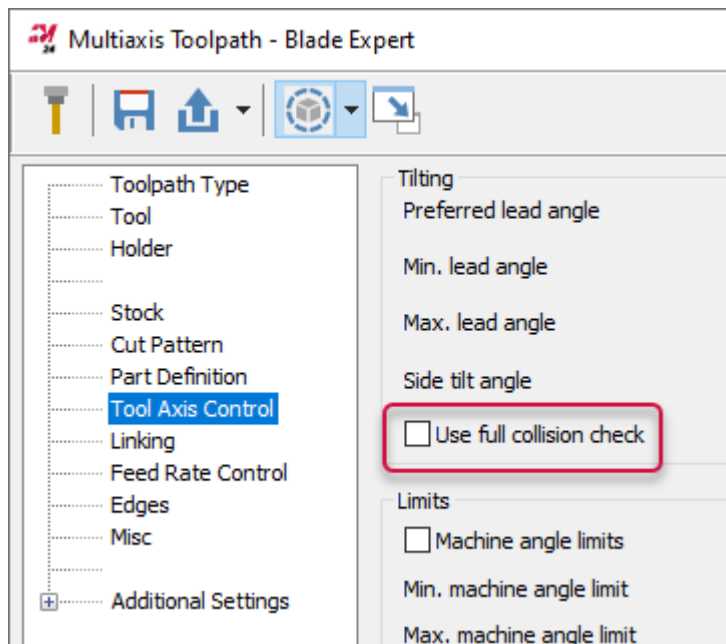 Multiaxis Toolpath - Blade Expert
Toolpath Type
Tool
Holder
Stock
Cut Pattern
Part Definition
Tool Axis Control
Linking
Feed Rate Control
Edges
Misc
Additional Settings
Tilting
Preferred lead angle
Min. lead angle
Max. lead angle
Side tilt angle
Use full collision check
Limits
Machine angle limits
Min. machine angle limit
Max. machine angle limit